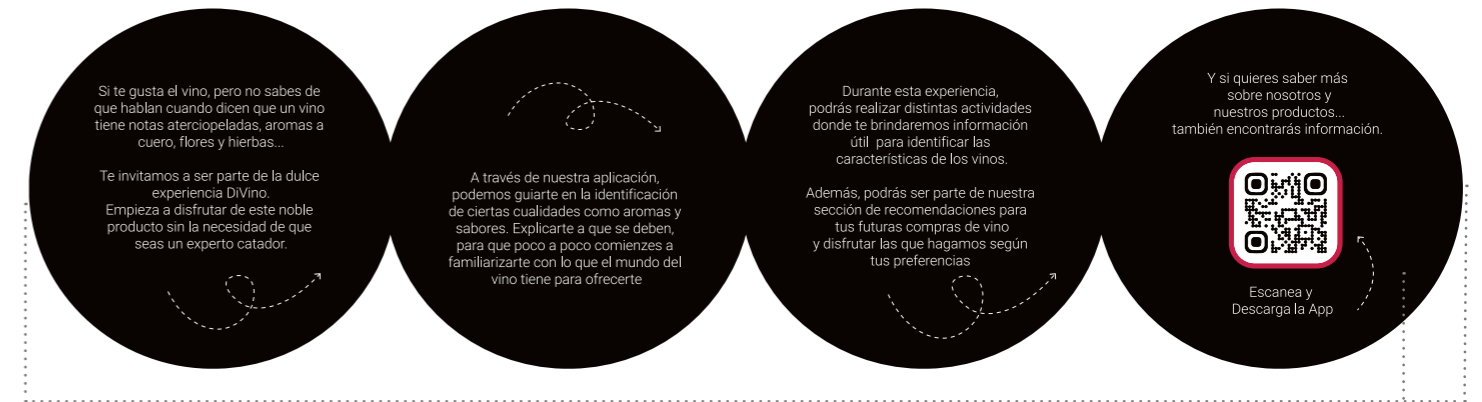 Si te gusta el vino, pero no sabes de
que hablan cuando dicen que un vino
tiene notas aterciopeladas, aromas a
cuero, flores y hierbas...
Te invitamos a ser parte de la dulce
experiencia DiVino.
Empieza a disfrutar de este noble
producto sin la necesidad de que
seas un experto catador.
A través de nuestra aplicación,
podemos guiarte en la identificación
de ciertas cualidades como aromas y
sabores. Explicarte a que se deben,
para que poco a poco comienzes a
familiarizarte con lo que el mundo del
vino tiene para ofrecerte
Durante esta experiencia,
podrás realizar distintas actividades
donde te brindaremos información
útil para identificar las
características de los vinos.
Además, podrás ser parte de nuestra
sección de recomendaciones para
tus futuras compras de vino
y disfrutar las que hagamos según
tus preferencias
Y si quieres saber más
sobre nosotros y
nuestros productos...
también encontrarás información.
Escanea y
Descarga la App